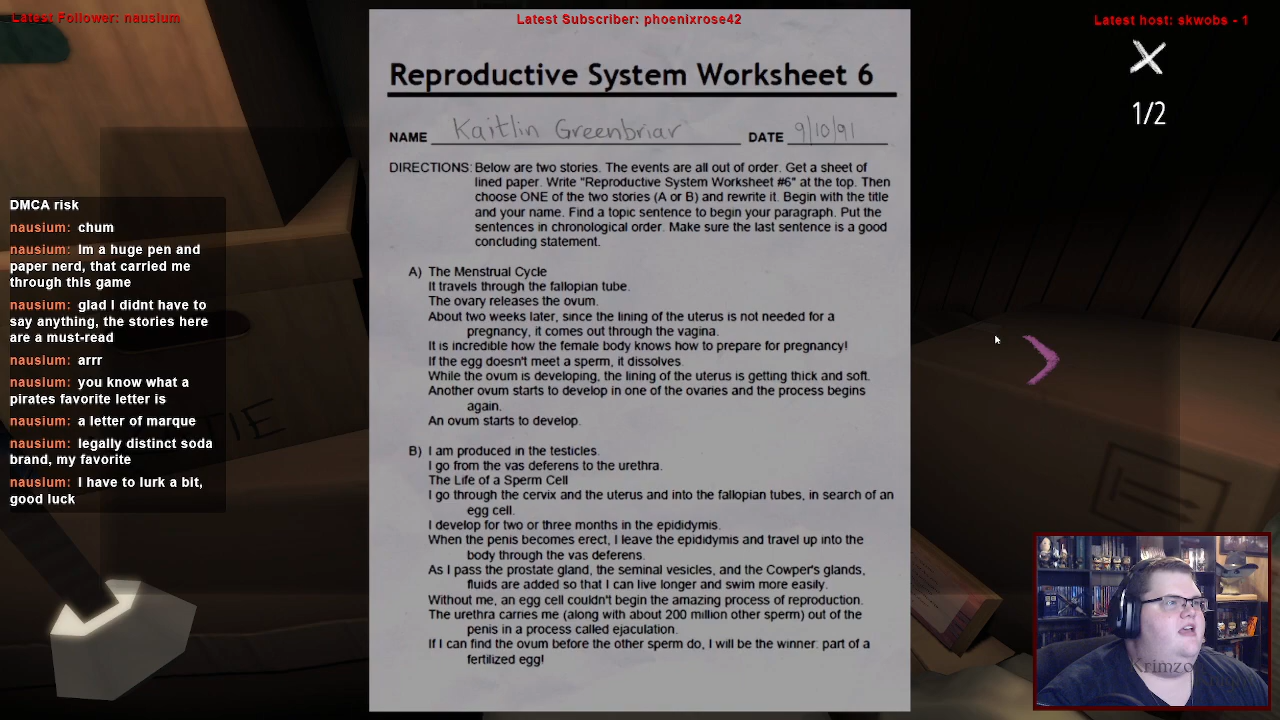 Latest Follower: nausium
Latest Subscriber: phoenixrose42
Latest host: skwobs - 1
1/2
Reproductive System Worksheet 6
NAME Kaitlin Greenbriar DATE 9/10/91
DIRECTIONS: Below are two stories. The events are all out of order. Get a sheet of
lined paper. Write "Reproductive System Worksheet #6" at the top. Then
choose ONE of the two stories (A or B) and rewrite it. Begin with the title
and your name. Find a topic sentence to begin your paragraph. Put the
sentences in chronological order. Make sure the last sentence is a good
concluding statement.
A) The Menstrual Cycle
It travels through the fallopian tube.
The ovary releases the ovum.
About two weeks later, since the lining of the uterus is not needed for a
pregnancy, it comes out through the vagina.
It is incredible how the female body knows how to prepare for pregnancy!
If the egg doesn't meet a sperm, it dissolves.
While the ovum is developing, the lining of the uterus is getting thick and soft.
Another ovum starts to develop in one of the ovaries and the process begins
again.
An ovum starts to develop.
B) I am produced in the testicles.
I go from the vas deferens to the urethra.
The Life of a Sperm Cell
I go through the cervix and the uterus and into the fallopian tubes, in search of an
egg cell.
I develop for two or three months in the epididymis.
When the penis becomes erect, I leave the epididymis and travel up into the
body through the vas deferens.
As I pass the prostate gland, the seminal vesicles, and the Cowper's glands,
fluids are added so that I can live longer and swim more easily.
Without me, an egg cell couldn't begin the amazing process of reproduction.
The urethra carries me (along with about 200 million other sperm) out of the
penis in a process called ejaculation.
If I can find the ovum before the other sperm do, I will be the winner: part of a
fertilized egg!
DMCA risk
nausium: chum
nausium: Im a huge pen and
paper nerd, that carried me
through this game
nausium: glad I didnt have to
say anything, the stories here
are a must-read
nausium: arrr
nausium: you know what a
pirates favorite letter is
nausium: a letter of marque
nausium: legally distinct soda
brand, my favorite
nausium: I have to lurk a bit,
good luck